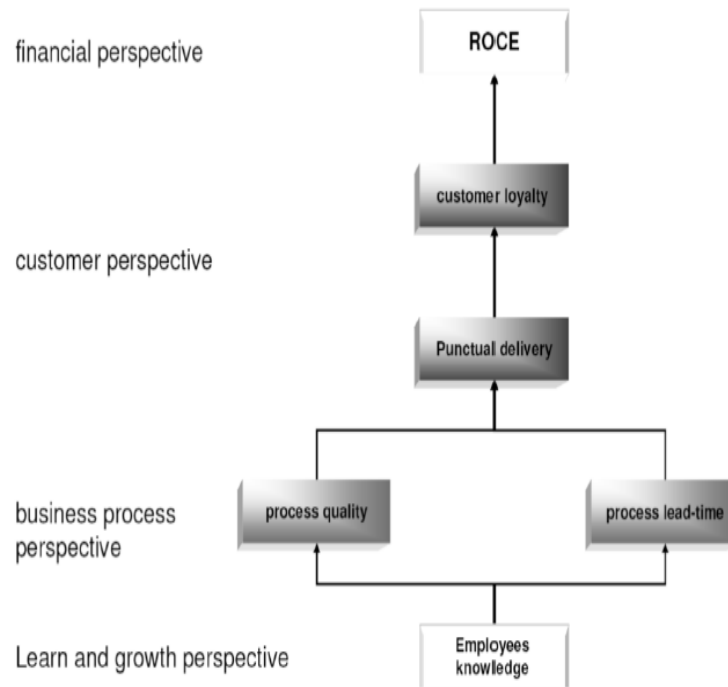 financial perspective
ROCE
customer loyalty
customer perspective
Punctual delivery
business process
perspective
process quality
process lead-time
Learn and growth perspective
Employees
knowledge